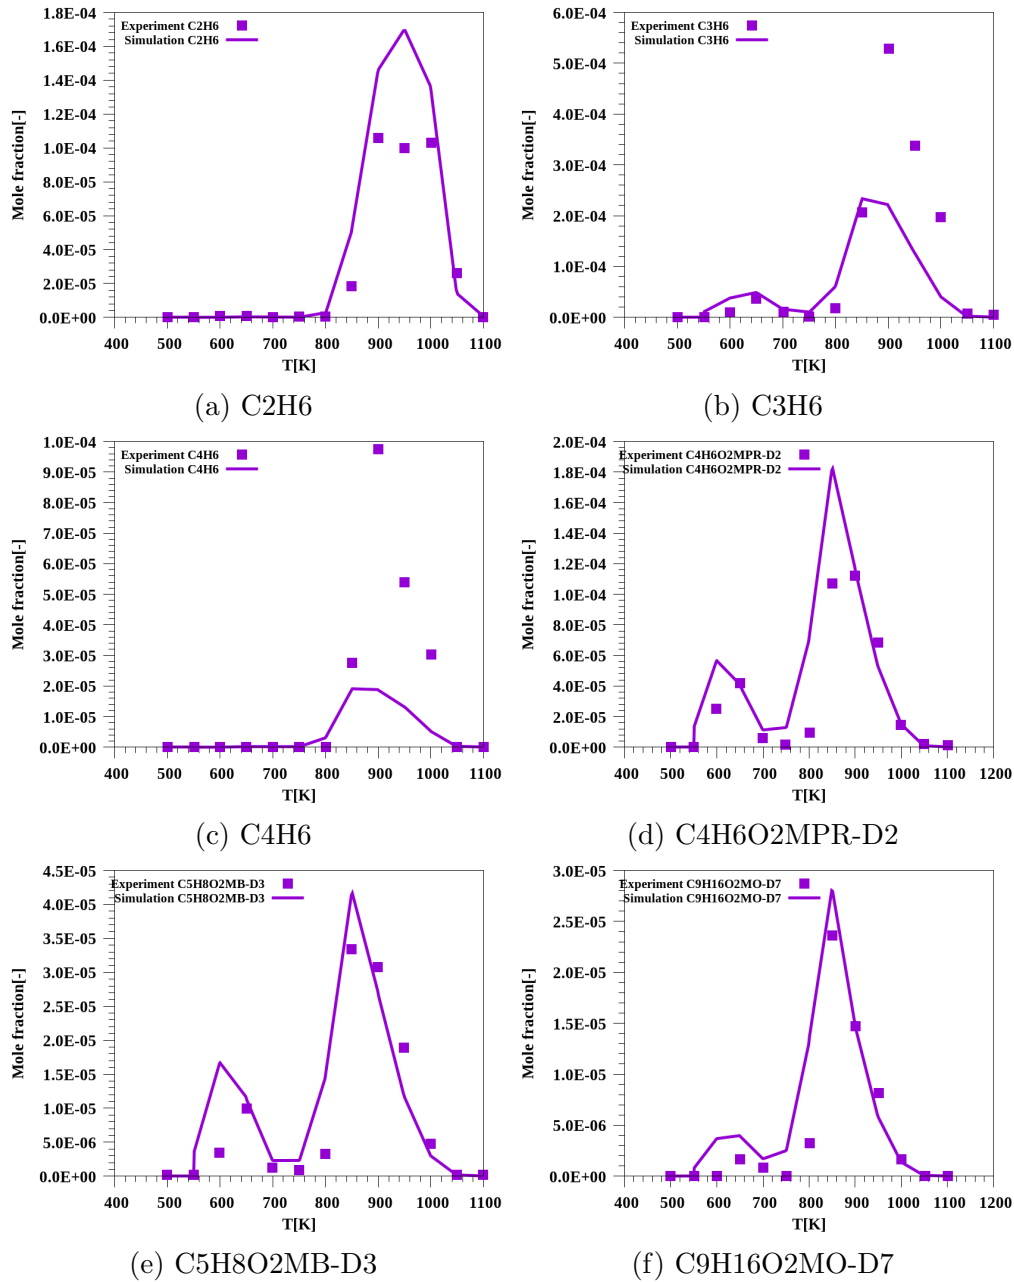 1.8E-04
1.6E-04
1.4E-04
1.2E-04
1.0E-04
8.0E-05
6.0E-05
4.0E-05
2.0E-05
0.0E+00
Mole fraction[-]
Experiment C2H6
Simulation C2H6
400 500 600 700 800 900 1000 1100
T[K]
(a) C2H6
6.0E-04
5.0E-04
4.0E-04
3.0E-04
2.0E-04
1.0E-04
0.0E+00
Mole fraction[-]
Experiment C3H6
Simulation C3H6
400 500 600 700 800 900 1000 1100
T[K]
(b) C3H6
1.0E-04
9.0E-05
8.0E-05
7.0E-05
6.0E-05
5.0E-05
4.0E-05
3.0E-05
2.0E-05
1.0E-05
0.0E+00
Mole fraction[-]
Experiment C4H6
Simulation C4H6
400 500 600 700 800 900 1000 1100
T[K]
(c) C4H6
2.0E-04
1.8E-04
1.6E-04
1.4E-04
1.2E-04
1.0E-04
8.0E-05
6.0E-05
4.0E-05
2.0E-05
0.0E+00
Mole fraction[-]
Experiment C4H6O2MPR-D2
Simulation C4H6O2MPR-D2
400 500 600 700 800 900 1000 1100 1200
T[K]
(d) C4H6O2MPR-D2
4.5E-05
4.0E-05
3.5E-05
3.0E-05
2.5E-05
2.0E-05
1.5E-05
1.0E-05
5.0E-06
0.0E+00
Mole fraction[-]
Experiment C5H8O2MB-D3
Simulation C5H8O2MB-D3
400 500 600 700 800 900 1000 1100
T[K]
(e) C5H8O2MB-D3
3.0E-05
2.5E-05
2.0E-05
1.5E-05
1.0E-05
5.0E-06
0.0E+00
Mole fraction[-]
Experiment C9H16O2MO-D7
Simulation C9H16O2MO-D7
400 500 600 700 800 900 1000 1100 1200
T[K]
(f) C9H16O2MO-D7